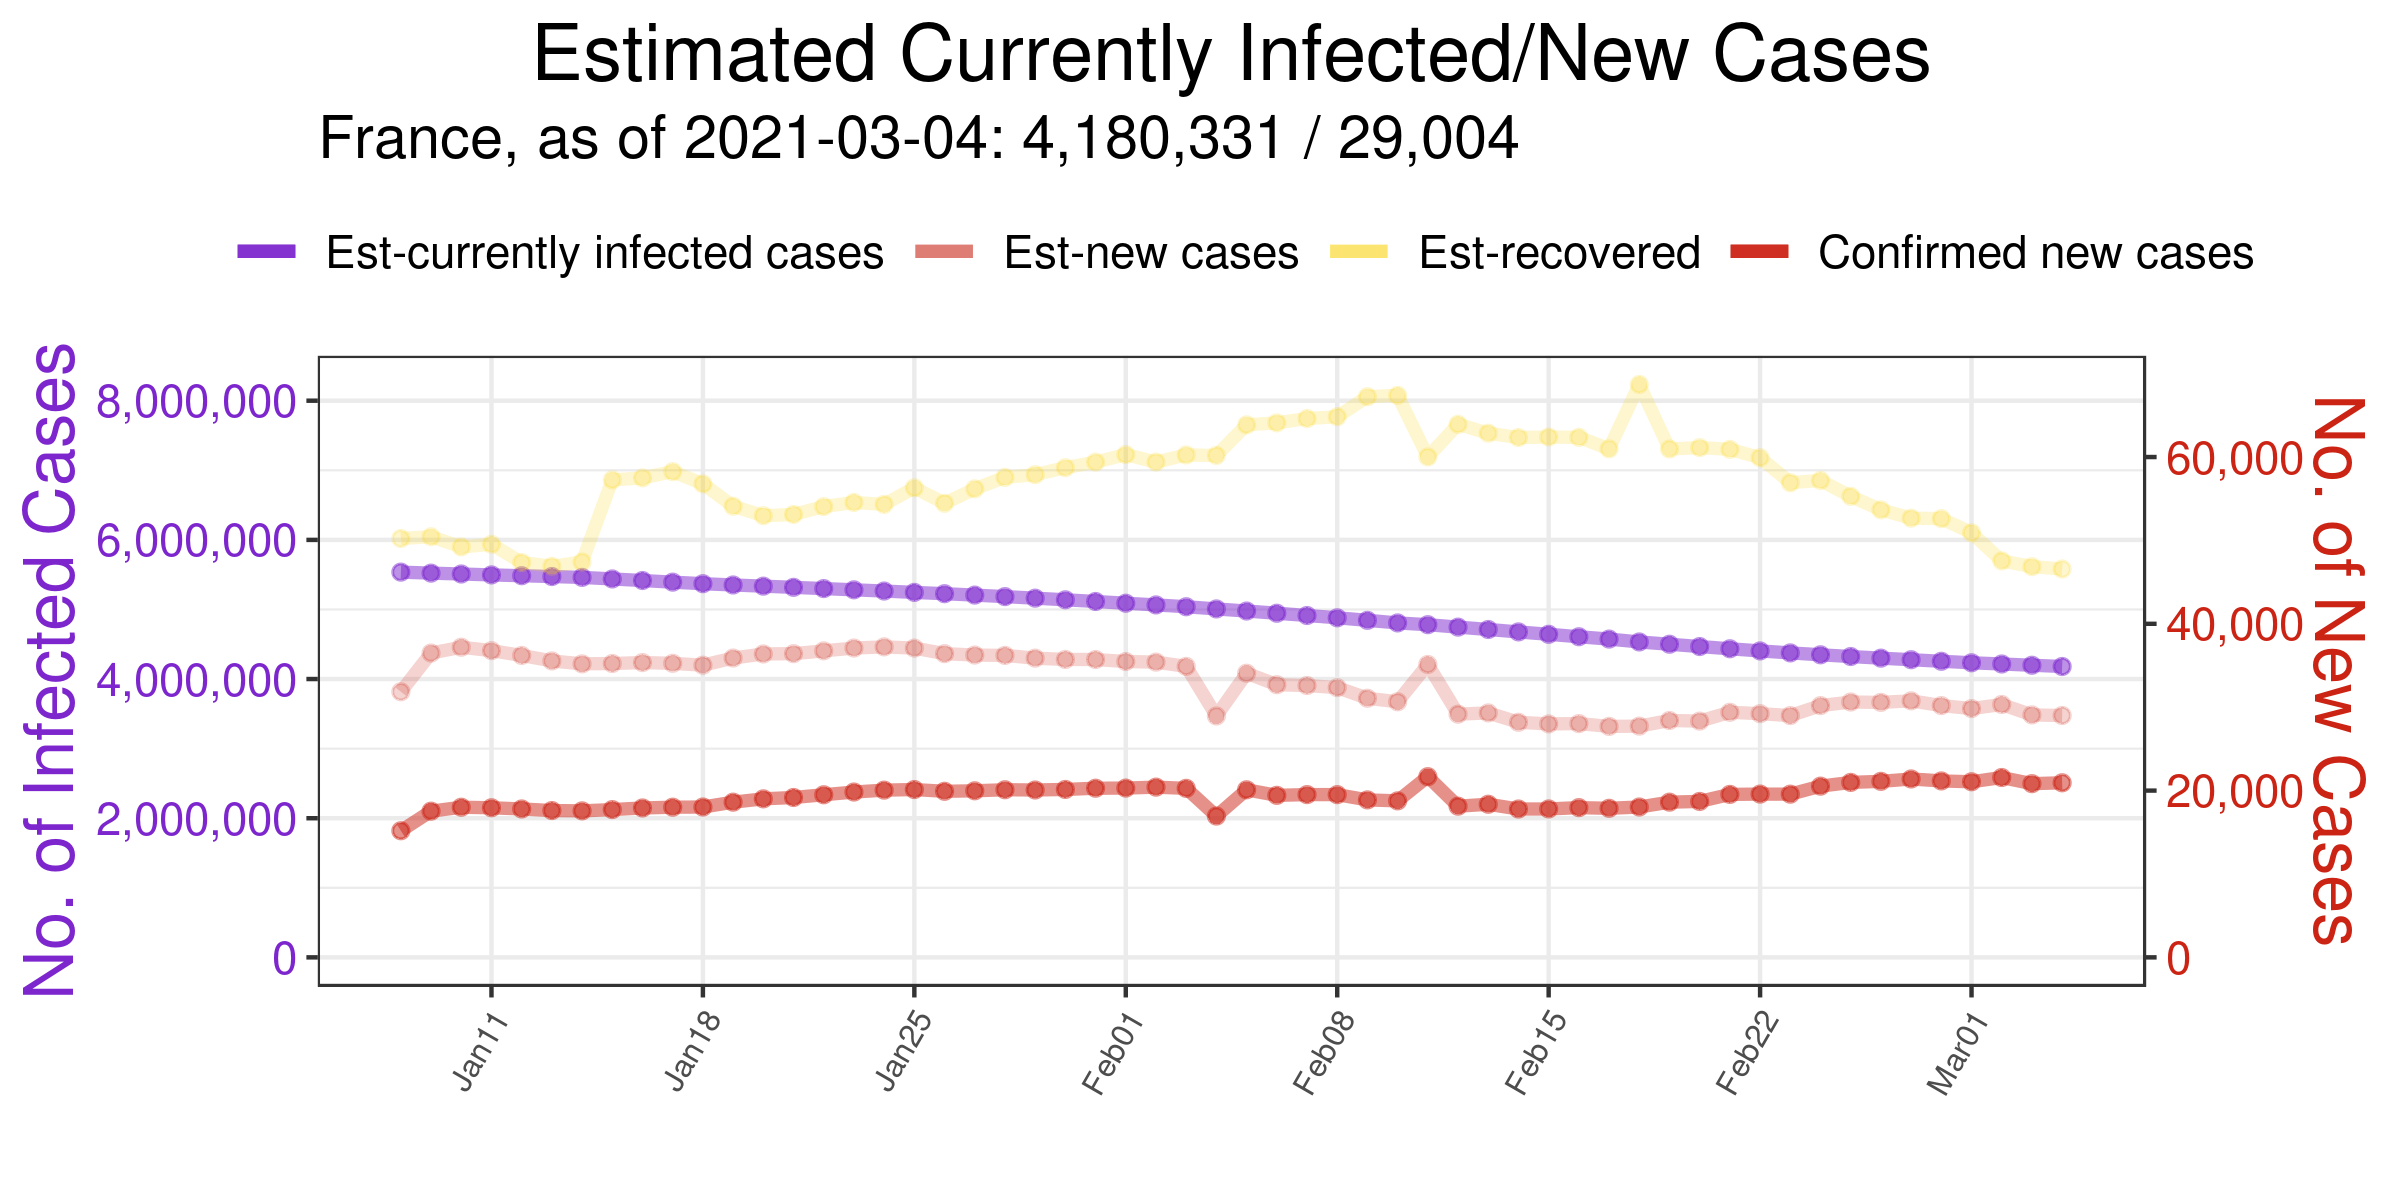 Estimated Currently Infected/New Cases
France, as of 2021-03-04: 4,180,331 / 29,004
Est-currently infected cases Est-new cases Est-recovered Confirmed new cases
No. of Infected Cases
8,000,000
6,000,000
4,000,000
2,000,000
0
60,000
40,000
20,000
0
No. of New Cases
Jan11 Jan18 Jan25 Feb01 Feb08 Feb15 Feb22 Mar01